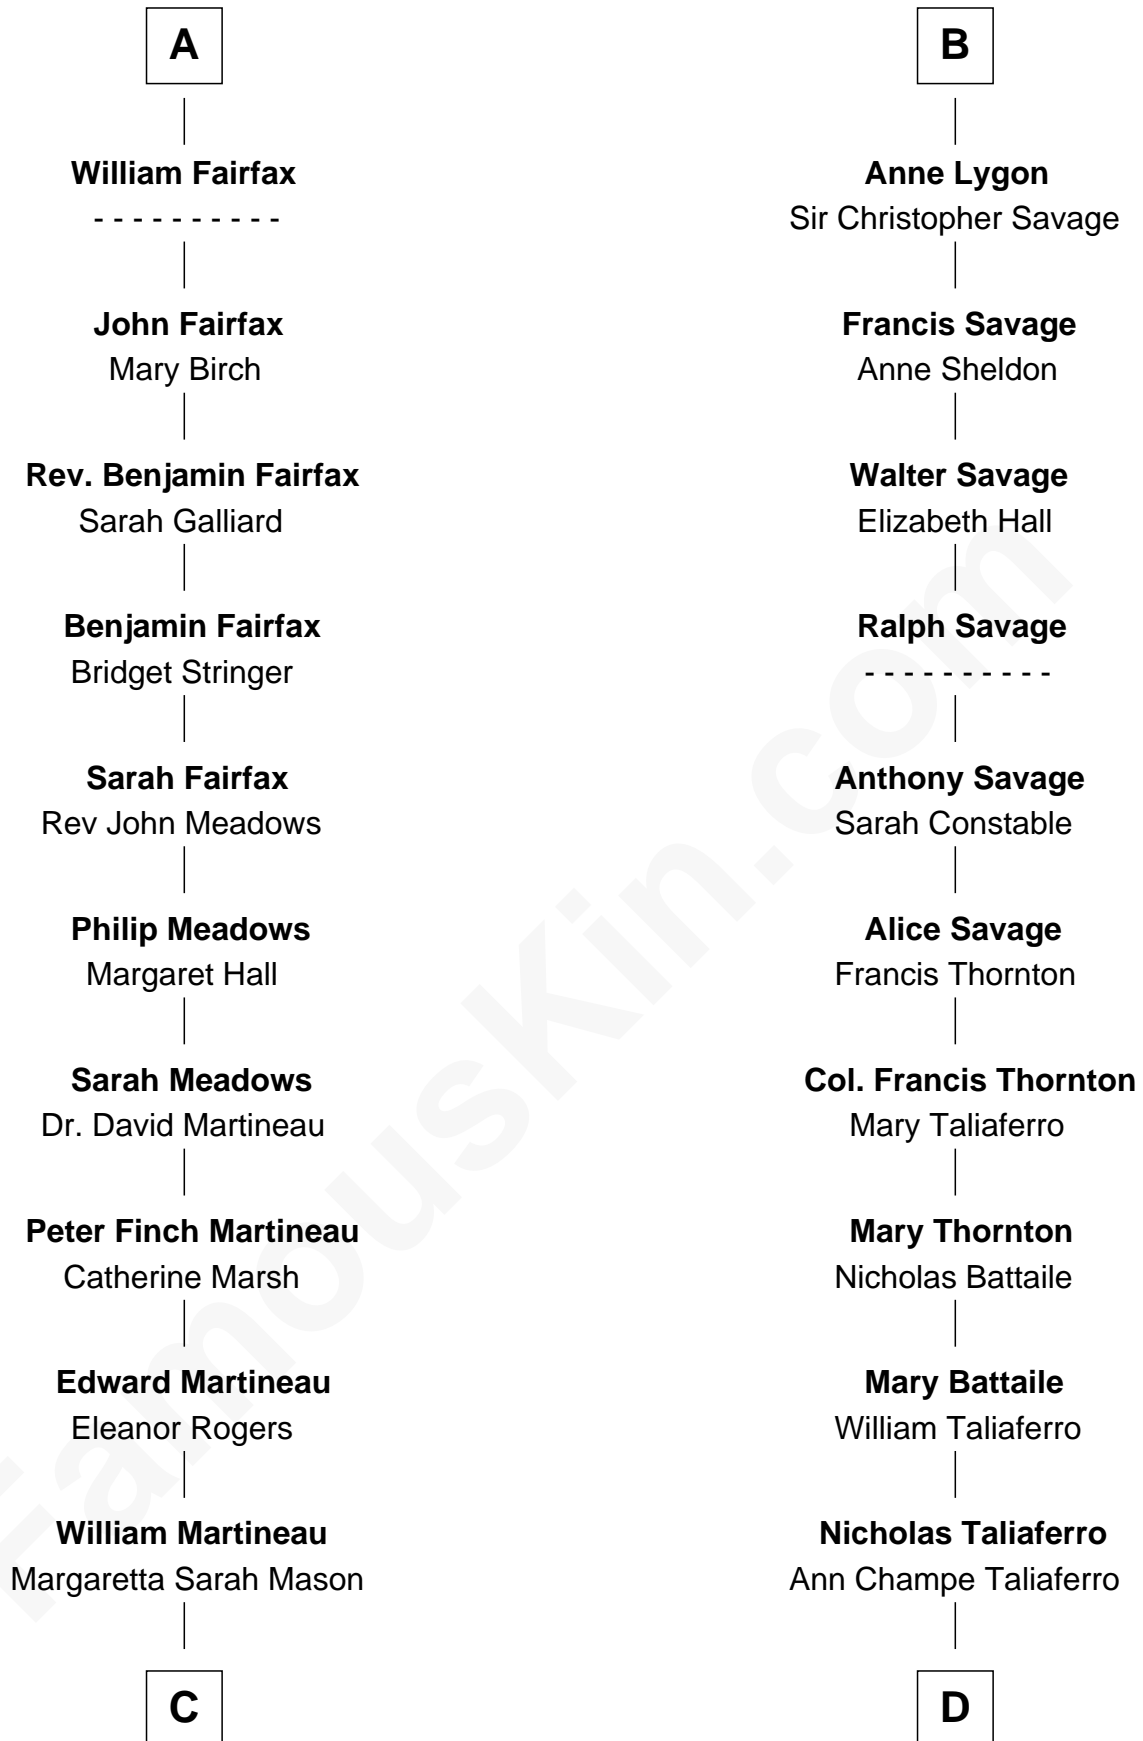 A
William Fairfax
- - - - - - - - - -
John Fairfax
Mary Birch
Rev. Benjamin Fairfax
Sarah Galliard
Benjamin Fairfax
Bridget Stringer
Sarah Fairfax
Rev John Meadows
Philip Meadows
Margaret Hall
Sarah Meadows
Dr. David Martineau
Peter Finch Martineau
Catherine Marsh
Edward Martineau
Eleanor Rogers
William Martineau
Margaretta Sarah Mason
C
B
Anne Lygon
Sir Christopher Savage
Francis Savage
Anne Sheldon
Walter Savage
Elizabeth Hall
Ralph Savage
- - - - - - - - - -
Anthony Savage
Sarah Constable
Alice Savage
Francis Thornton
Col. Francis Thornton
Mary Taliaferro
Mary Thornton
Nicholas Battaile
Mary Battaile
William Taliaferro
Nicholas Taliaferro
Ann Champe Taliaferro
D
FamousKin.com